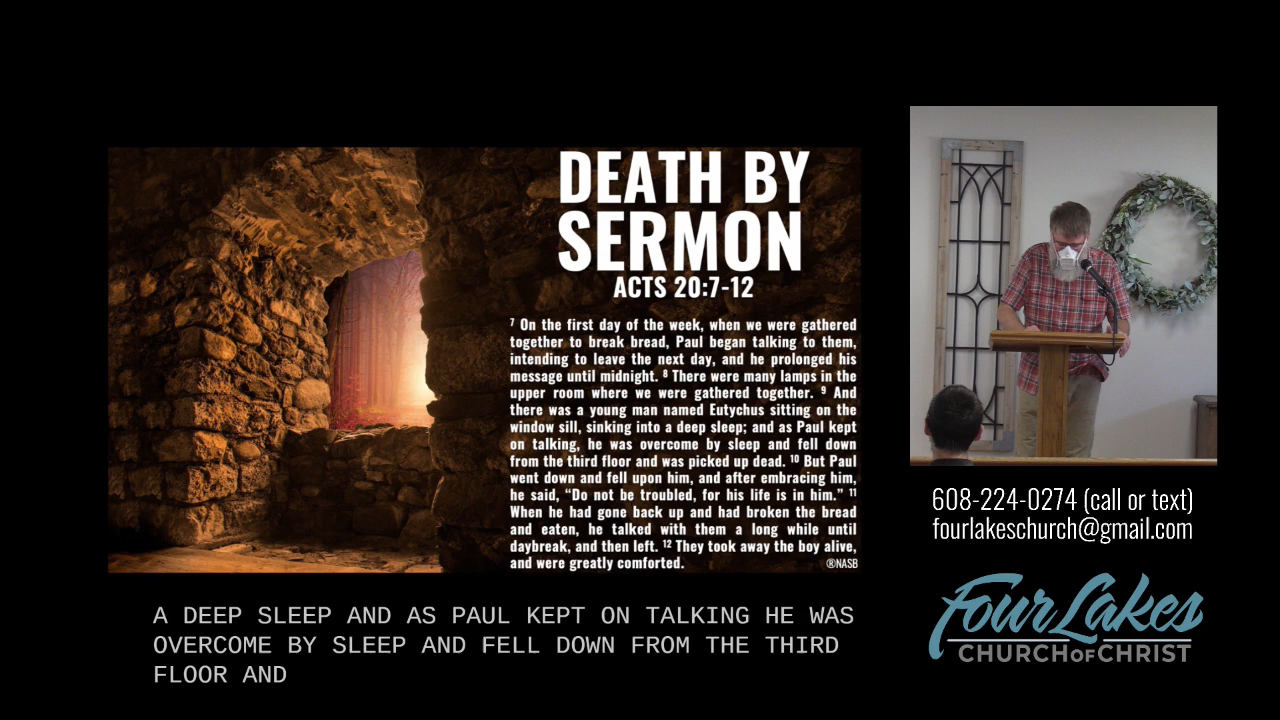 DEATH BY
SERMON
ACTS 20:7-12
⁷ On the first day of the week, when we were gathered
together to break bread, Paul began talking to them,
intending to leave the next day, and he prolonged his
message until midnight. ⁸ There were many lamps in the
upper room where we were gathered together. ⁹ And
there was a young man named Eutychus sitting on the
window sill, sinking into a deep sleep; and as Paul kept
on talking, he was overcome by sleep and fell down
from the third floor and was picked up dead. ¹⁰ But Paul
went down and fell upon him, and after embracing him,
he said, “Do not be troubled, for his life is in him.” ¹¹
When he had gone back up and had broken the bread
and eaten, he talked with them a long while until
daybreak, and then left. ¹² They took away the boy alive,
and were greatly comforted.
®NASB
A DEEP SLEEP AND AS PAUL KEPT ON TALKING HE WAS
OVERCOME BY SLEEP AND FELL DOWN FROM THE THIRD
FLOOR AND
608-224-0274 (call or text)
fourlakeschurch@gmail.com
Four Lakes
CHURCH OF CHRIST